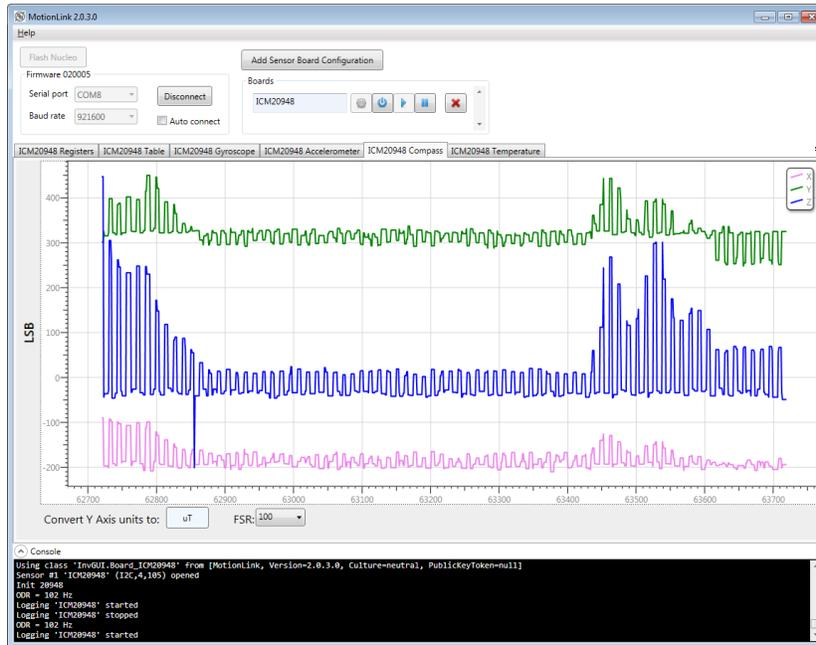 MotionLink 2.0.3.0
Help
Flash Nucleo
Firmware 020005
Serial port COM8
Disconnect
Baud rate 921600
Auto connect
Add Sensor Board Configuration
Boards
ICM20948
ICM20948 Registers ICM20948 Table ICM20948 Gyroscope ICM20948 Accelerometer ICM20948 Compass ICM20948 Temperature
X
Y
Z
400
300
200
100
0
-100
-200
LSB
62700 62800 62900 63000 63100 63200 63300 63400 63500 63600 63700
Convert Y Axis units to: uT FSR: 100
Console
Using class 'InvGUI.Board_ICM20948' from [MotionLink, Version=2.0.3.0, Culture=neutral, PublicKeyToken=null]
Sensor #1 'ICM20948' (I2C,4,105) opened
Init 20948
ODR = 102 Hz
Logging 'ICM20948' started
Logging 'ICM20948' stopped
ODR = 102 Hz
Logging 'ICM20948' started